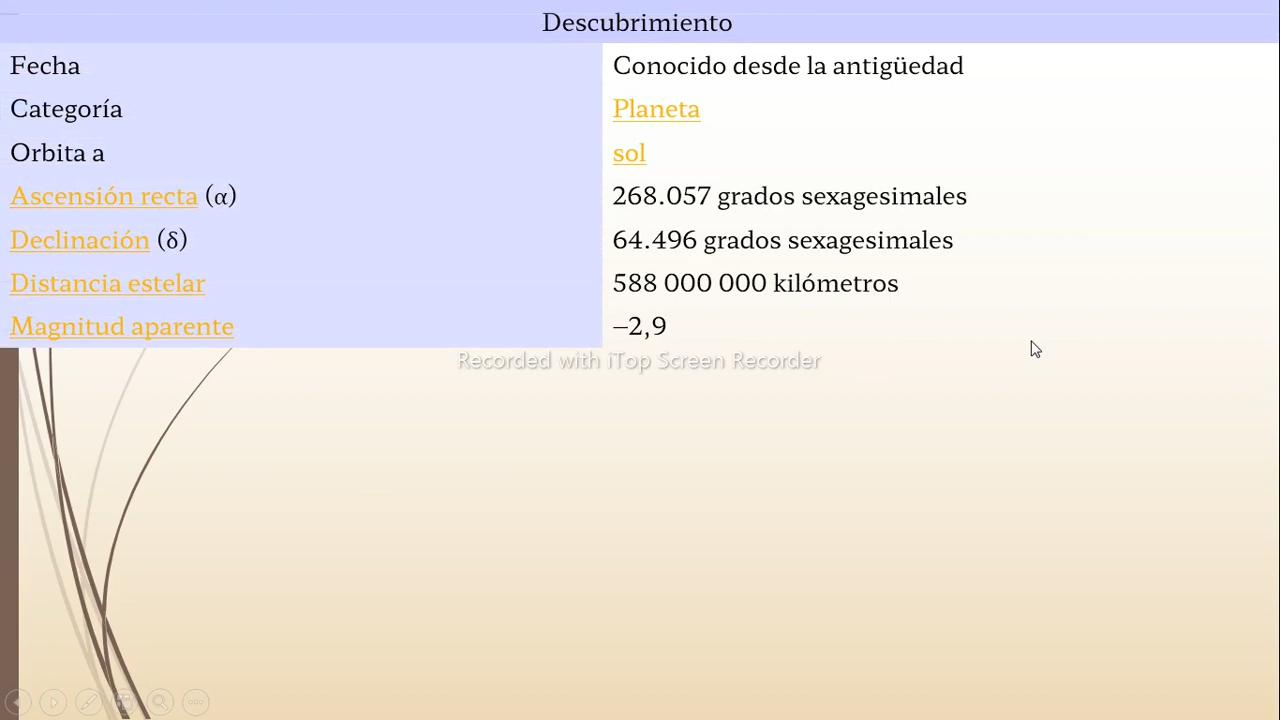 Descubrimiento
Fecha Conocido desde la antigüedad
Categoría Planeta
Orbita a sol
Ascensión recta (α) 268.057 grados sexagesimales
Declinación (δ) 64.496 grados sexagesimales
Distancia estelar 588 000 000 kilómetros
Magnitud aparente –2,9
Recorded with iTop Screen Recorder